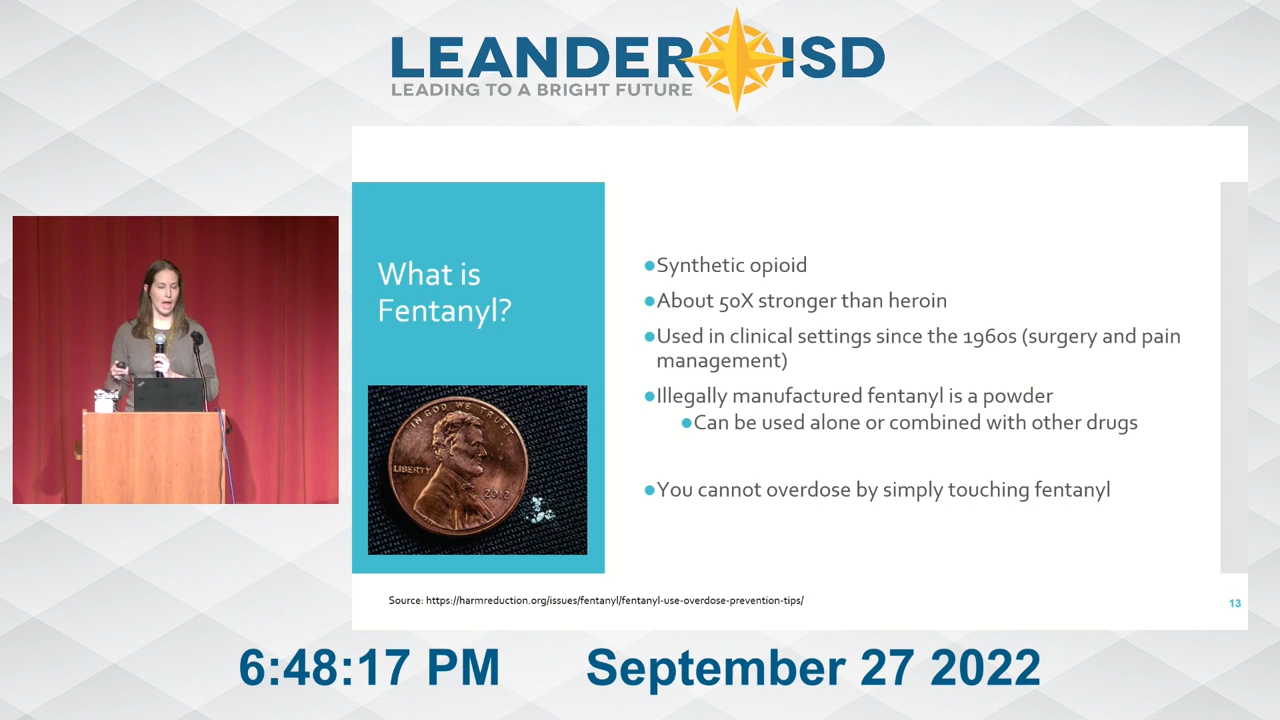 LEANDER ISD
LEADING TO A BRIGHT FUTURE
What is
Fentanyl?
IN GOD WE TRUST
LIBERTY
2012
●Synthetic opioid
●About 50X stronger than heroin
●Used in clinical settings since the 1960s (surgery and pain
management)
●Illegally manufactured fentanyl is a powder
●Can be used alone or combined with other drugs
●You cannot overdose by simply touching fentanyl
Source: https://harmreduction.org/issues/fentanyl/fentanyl-use-overdose-prevention-tips/
13
6:48:17 PM September 27 2022